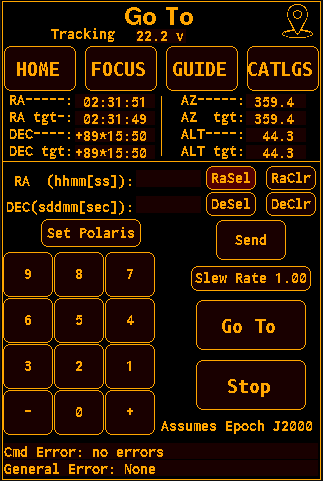 Go To
Tracking 22.2 v
HOME FOCUS GUIDE CATLGS
RA-----: 02:31:51 AZ-----: 359.4
RA tgt-: 02:31:49 AZ tgt: 359.4
DEC----:+89*15:50 ALT----: 44.3
DEC tgt:+89*15:50 ALT tgt: 44.3
RA (hhmm[ss]): RaSel RaClr
DEC(sddmm[sec]): DeSel DeClr
Set Polaris Send
9 8 7 Slew Rate 1.00
6 5 4 Go To
3 2 1 Stop
- 0 +
Assumes Epoch J2000
Cmd Error: no errors
General Error: None